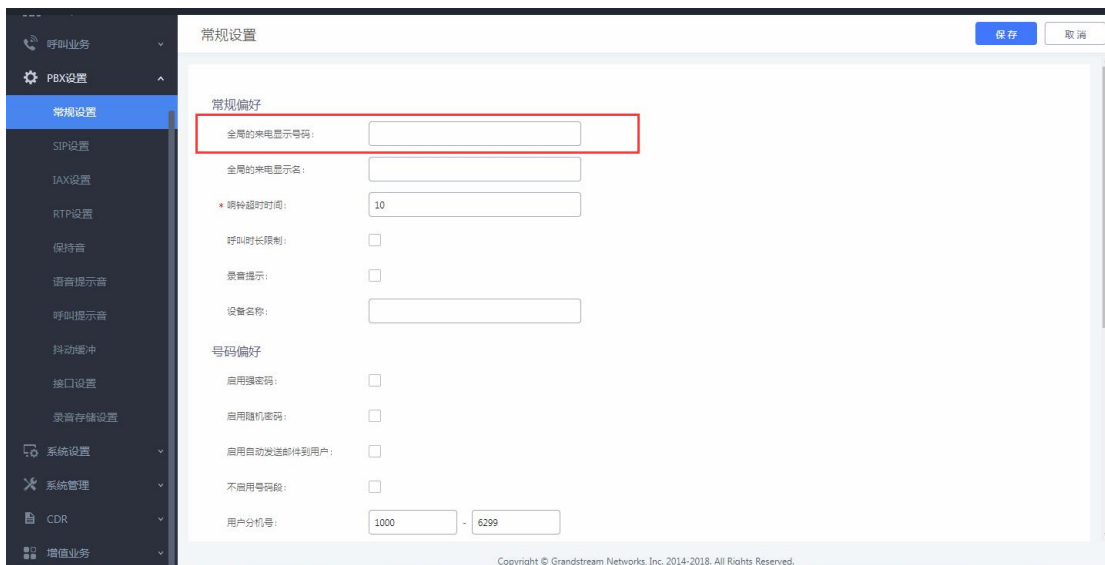 呼叫业务
PBX设置
常规设置
SIP设置
IAX设置
RTP设置
保持音
语音提示音
呼叫提示音
抖动缓冲
接口设置
录音存储设置
系统设置
系统管理
CDR
增值业务
常规设置
保存
取消
常规偏好
全局的来电显示号码:
全局的来电显示名:
* 响铃超时时间: 10
呼叫时长限制:
录音提示:
设备名称:
号码偏好
启用强密码:
启用随机密码:
启用自动发送邮件到用户:
不启用号码段:
用户分机号: 1000 - 6299
Copyright © Grandstream Networks, Inc. 2014-2018. All Rights Reserved.